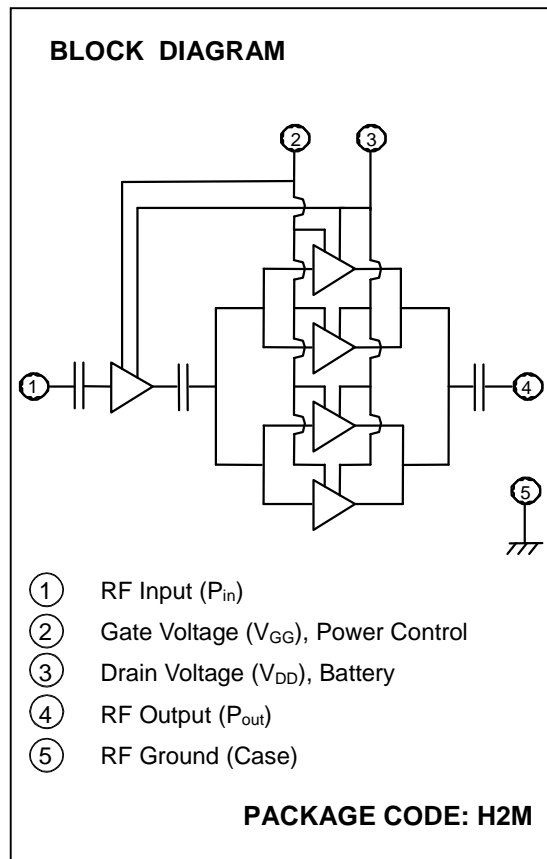 BLOCK DIAGRAM
2 3
1
4
5
1 RF Input (Pin)
2 Gate Voltage (VGG), Power Control
3 Drain Voltage (VDD), Battery
4 RF Output (Pout)
5 RF Ground (Case)
PACKAGE CODE: H2M